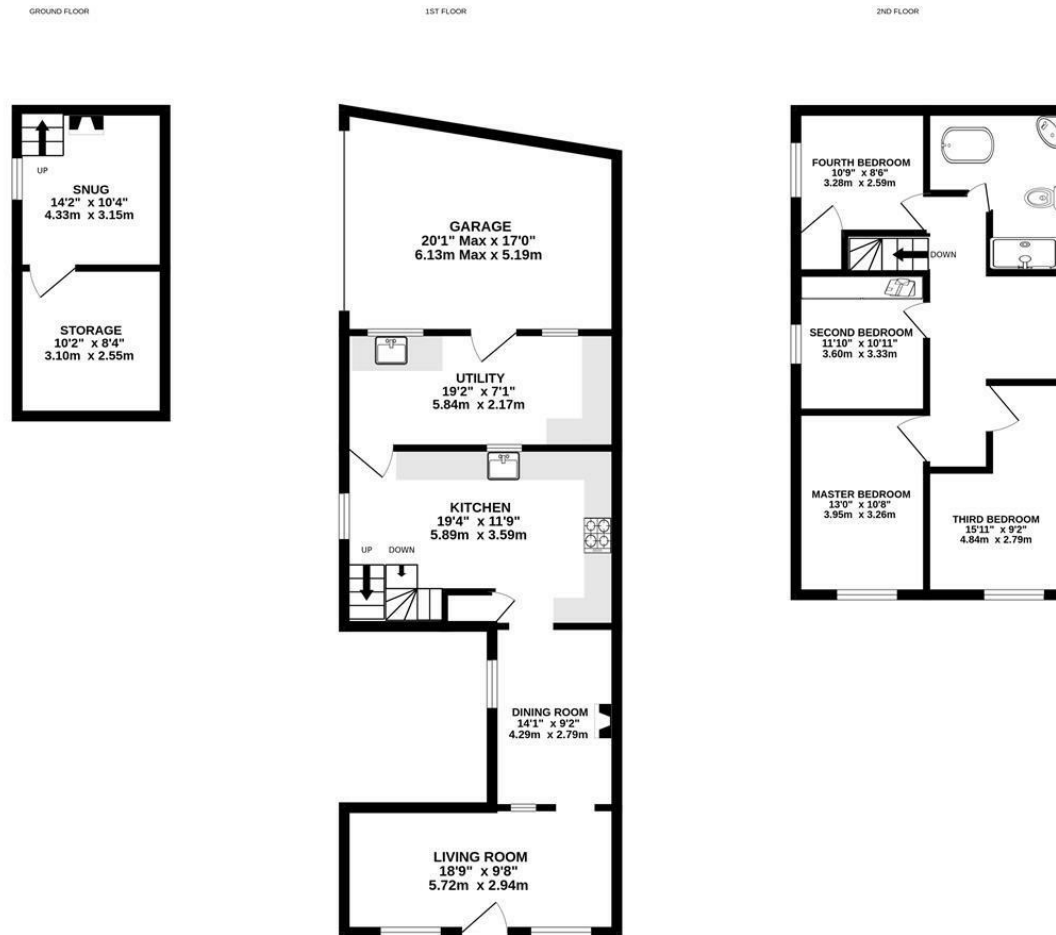 GROUND FLOOR
1ST FLOOR
2ND FLOOR
UP
SNUG
14'2" x 10'4"
4.33m x 3.15m
STORAGE
10'2" x 8'4"
3.10m x 2.55m
GARAGE
20'1" Max x 17'0"
6.13m Max x 5.19m
UTILITY
19'2" x 7'1"
5.84m x 2.17m
KITCHEN
19'4" x 11'9"
5.89m x 3.59m
UP DOWN
DINING ROOM
14'1" x 9'2"
4.29m x 2.79m
LIVING ROOM
18'9" x 9'8"
5.72m x 2.94m
FOURTH BEDROOM
10'9" x 8'6"
3.28m x 2.59m
DOWN
SECOND BEDROOM
11'10" x 10'11"
3.60m x 3.33m
MASTER BEDROOM
13'0" x 10'8"
3.95m x 3.26m
THIRD BEDROOM
15'11" x 9'2"
4.84m x 2.79m